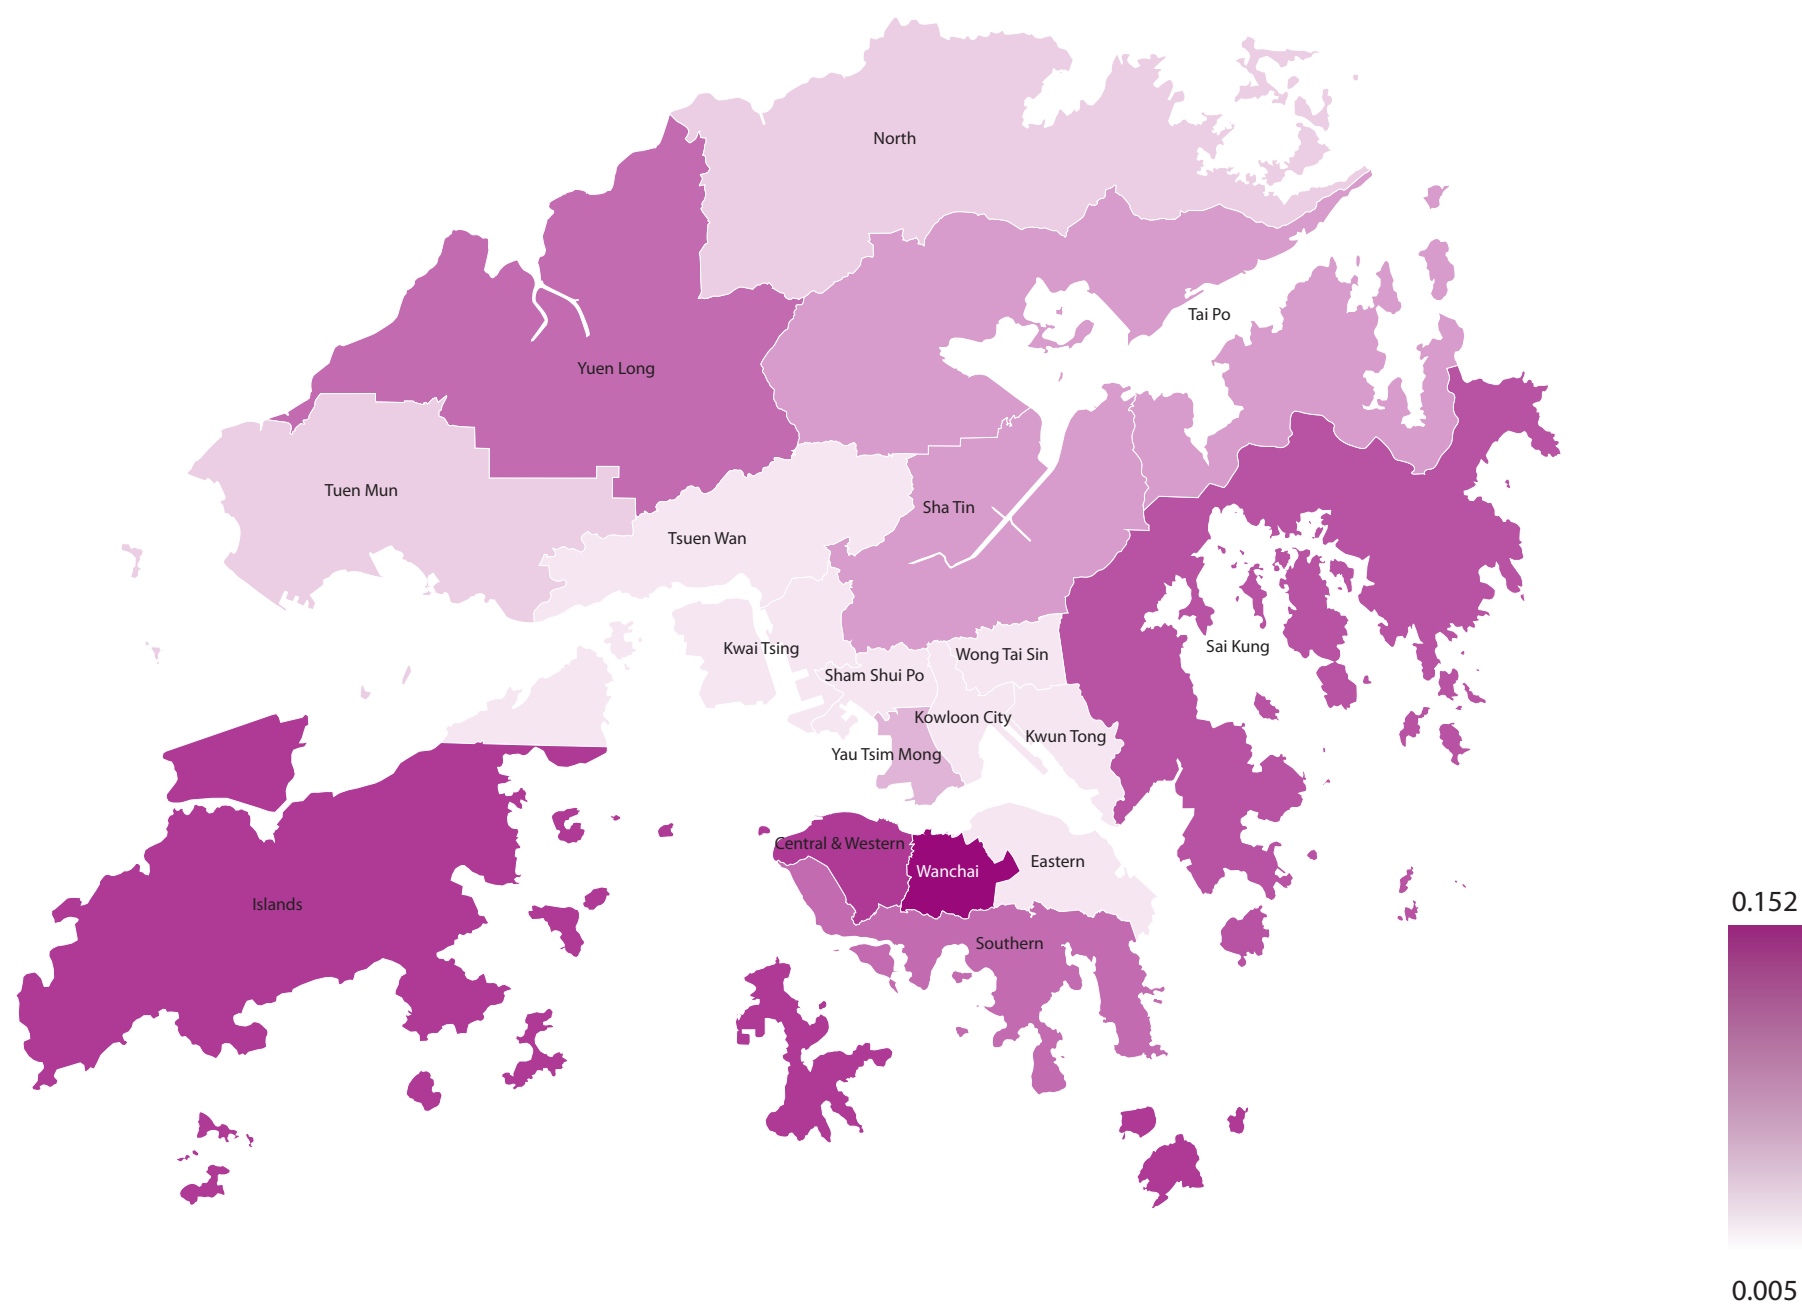 North
Tai Po
Yuen Long
Tuen Mun
Sha Tin
Tsuen Wan
Sai Kung
Kwai Tsing
Wong Tai Sin
Sham Shui Po
Kowloon City
Kwun Tong
Yau Tsim Mong
Central & Western
Eastern
Wanchai
Islands
Southern
0.152
0.005